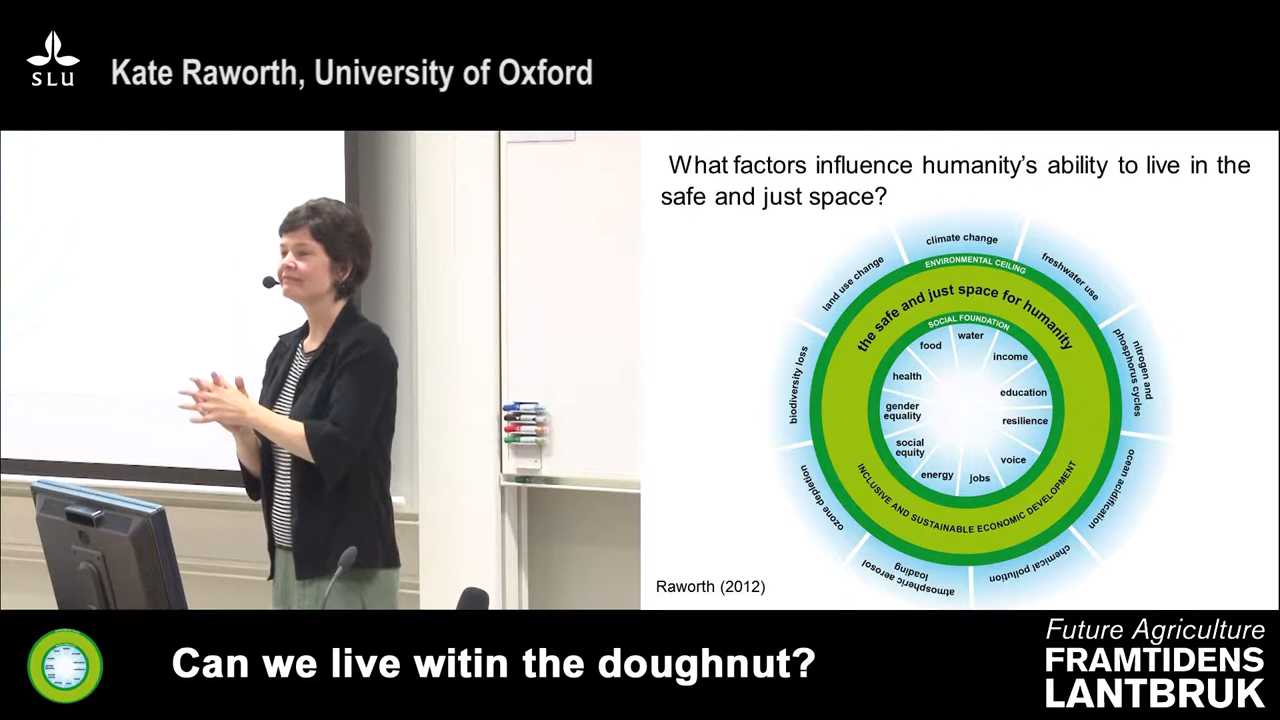 SLU
Kate Raworth, University of Oxford
What factors influence humanity's ability to live in the
safe and just space?
climate change
freshwater use
nitrogen and
phosphorus cycles
ocean acidification
chemical pollution
atmospheric aerosol
loading
ozone depletion
biodiversity loss
land use change
ENVIRONMENTAL CEILING
the safe and just space for humanity
SOCIAL FOUNDATION
water
income
education
resilience
voice
jobs
energy
social
equity
gender
equality
health
food
INCLUSIVE AND SUSTAINABLE ECONOMIC DEVELOPMENT
Raworth (2012)
Can we live witin the doughnut?
Future Agriculture
FRAMTIDENS
LANTBRUK